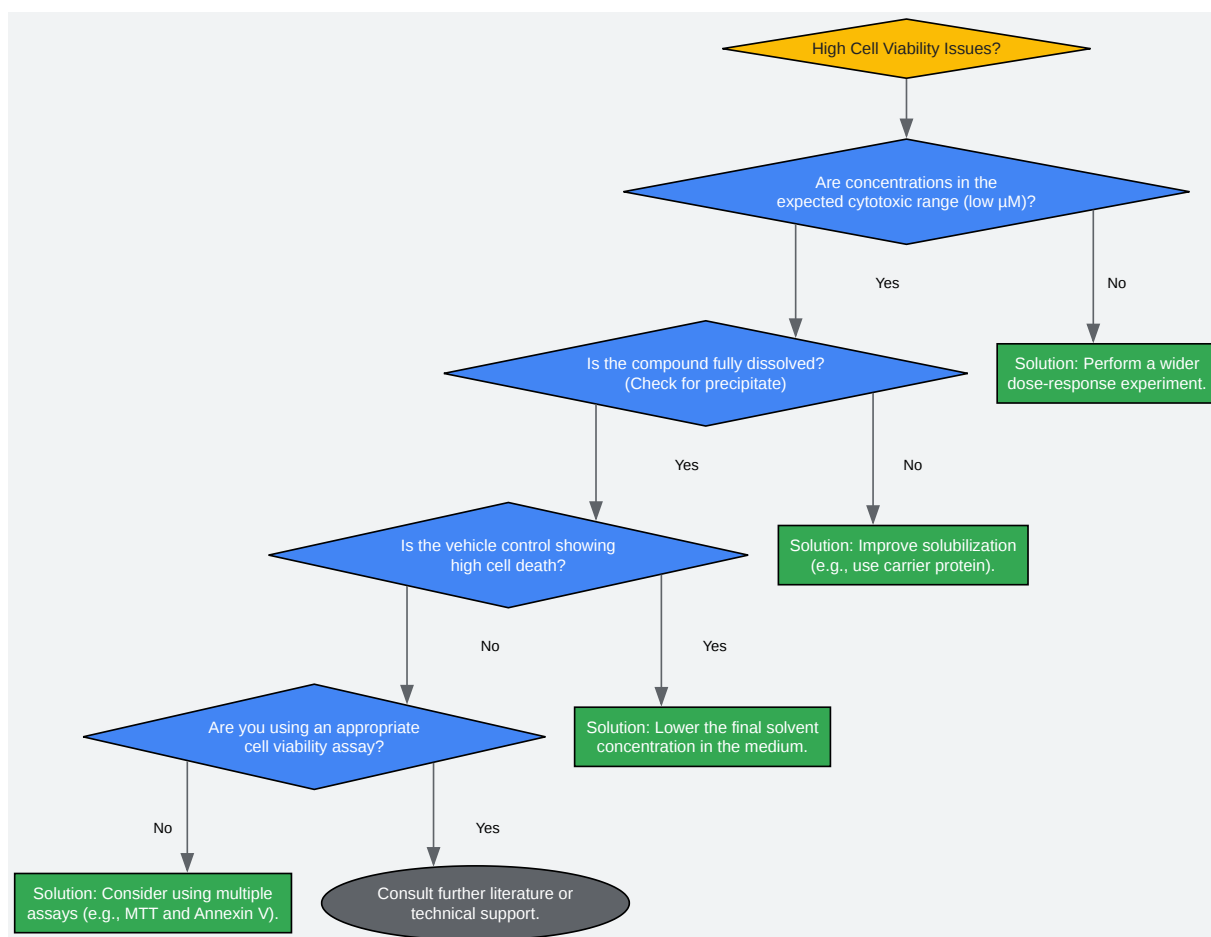 High Cell Viability Issues?
Are concentrations in the
expected cytotoxic range (low µM)?
Yes
No
Is the compound fully dissolved?
(Check for precipitate)
Solution: Perform a wider
dose-response experiment.
Yes
No
Is the vehicle control showing
high cell death?
Solution: Improve solubilization
(e.g., use carrier protein).
No
Yes
Are you using an appropriate
cell viability assay?
Solution: Lower the final solvent
concentration in the medium.
No
Yes
Solution: Consider using multiple
assays (e.g., MTT and Annexin V).
Consult further literature or
technical support.